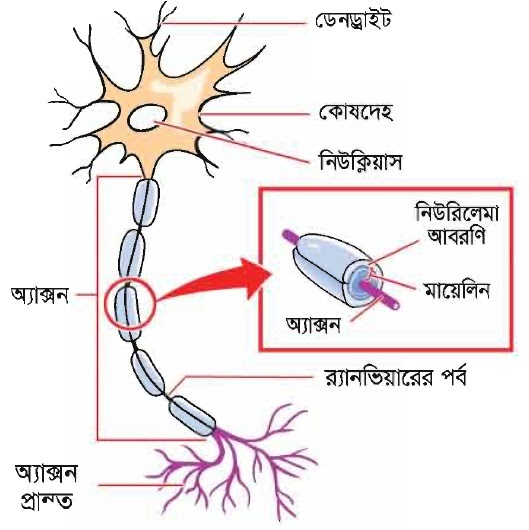 ডেনড্রাইট
কোষদেহ
নিউক্লিয়াস
নিউরিলেমা
আবরণি
মায়েলিন
অ্যাক্সন
অ্যাক্সন
র‍্যানভিয়ারের পর্ব
অ্যাক্সন
প্রান্ত